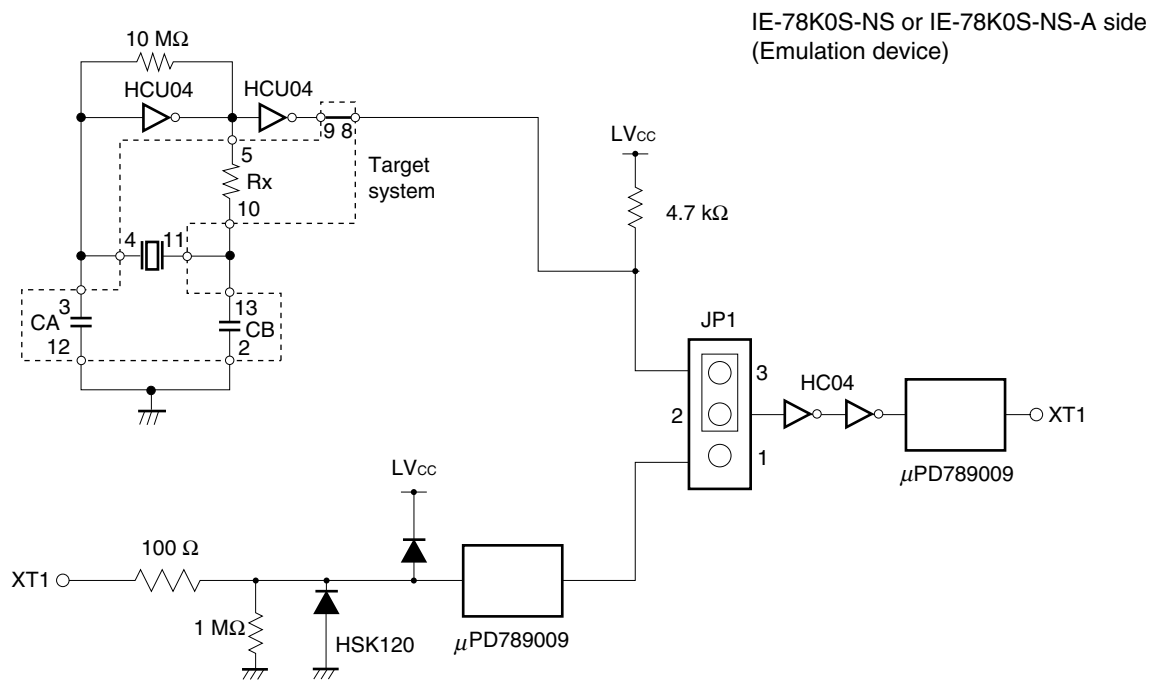 IE-78K0S-NS or IE-78K0S-NS-A side
(Emulation device)
10 MΩ
HCU04
HCU04
9 8
5
Target
system
Rx
10
4
11
3
CA
12
13
CB
2
LVCC
4.7 kΩ
JP1
3
2
1
HC04
XT1
μPD789009
LVCC
100 Ω
XT1
1 MΩ
HSK120
μPD789009